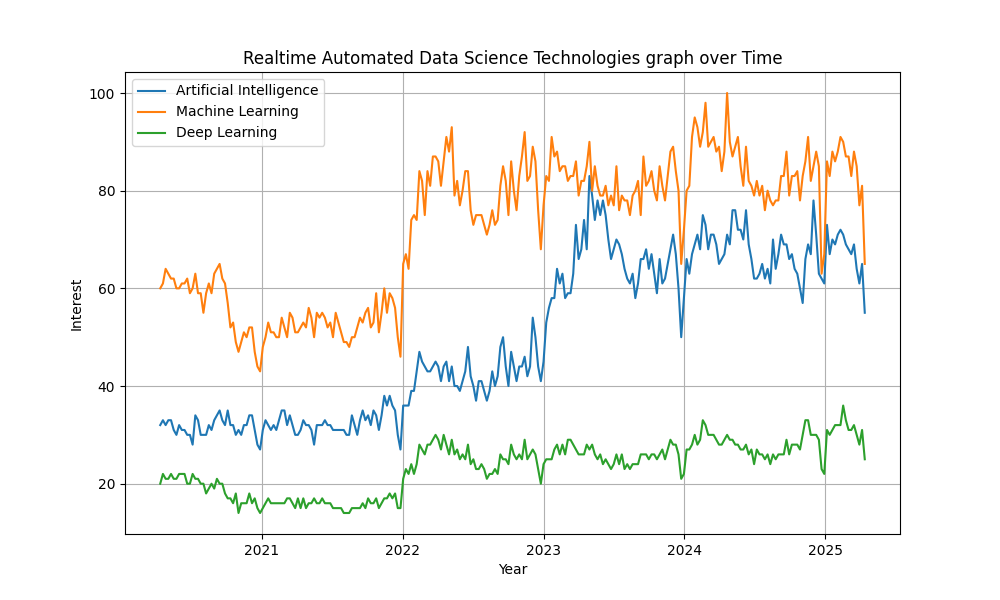 Realtime Automated Data Science Technologies graph over Time
Artificial Intelligence
Machine Learning
Deep Learning
100
80
60
40
20
Interest
2021
2022
2023
2024
2025
Year